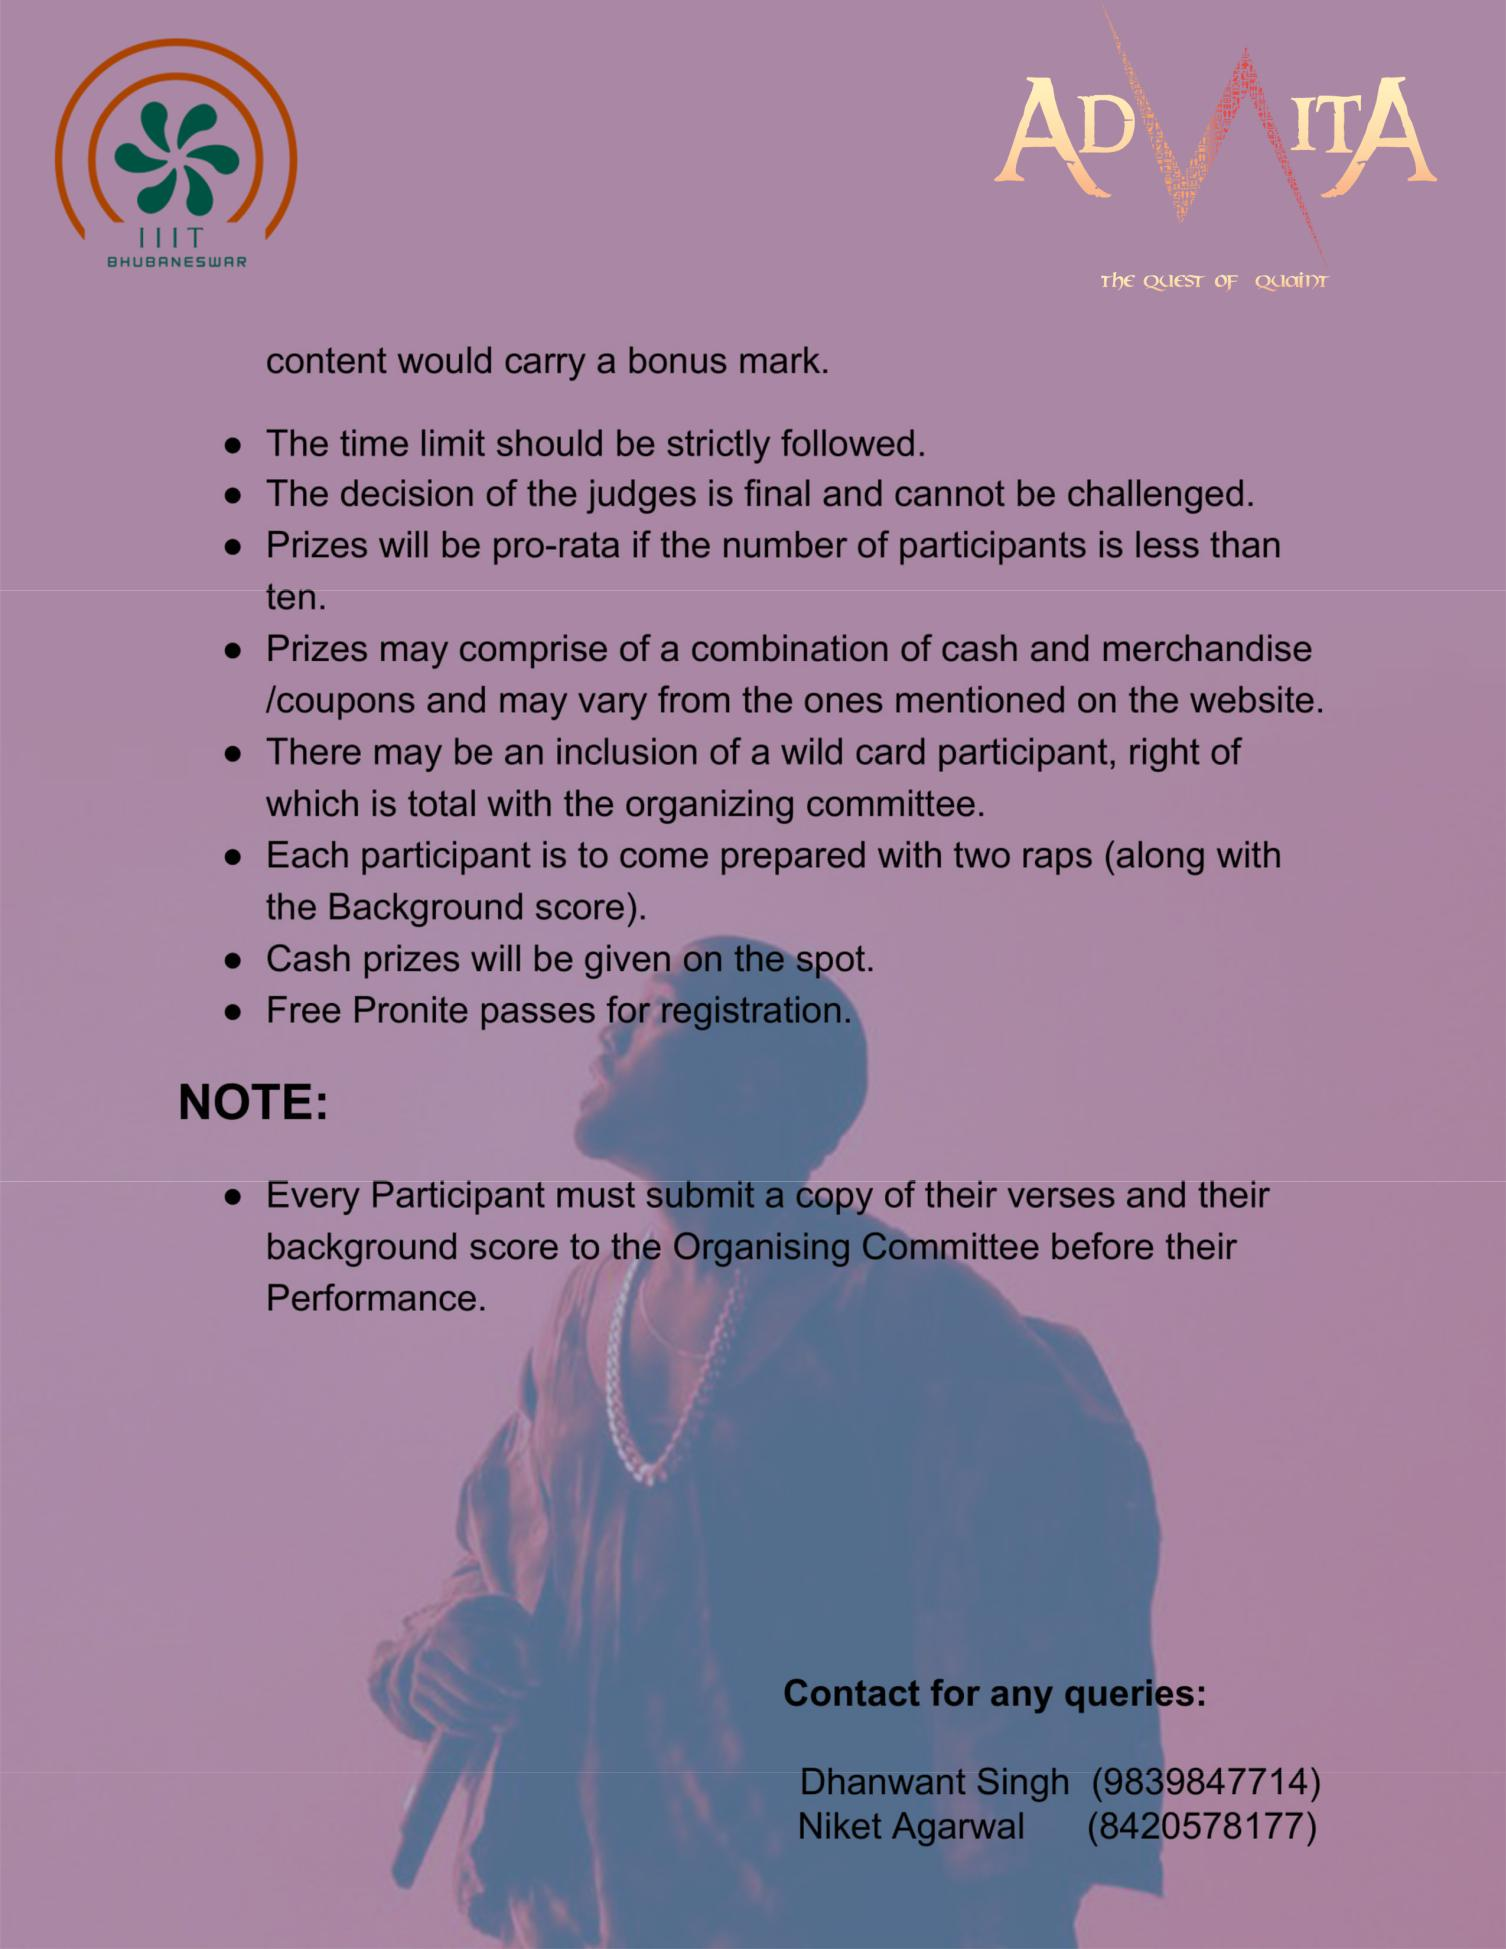 IIIT
BHUBANESWAR
ADWITA
THE QUEST OF QUAINT
content would carry a bonus mark.
● The time limit should be strictly followed.
● The decision of the judges is final and cannot be challenged.
● Prizes will be pro-rata if the number of participants is less than
ten.
● Prizes may comprise of a combination of cash and merchandise
/coupons and may vary from the ones mentioned on the website.
● There may be an inclusion of a wild card participant, right of
which is total with the organizing committee.
● Each participant is to come prepared with two raps (along with
the Background score).
● Cash prizes will be given on the spot.
● Free Pronite passes for registration.
NOTE:
● Every Participant must submit a copy of their verses and their
background score to the Organising Committee before their
Performance.
Contact for any queries:
Dhanwant Singh (9839847714)
Niket Agarwal (8420578177)